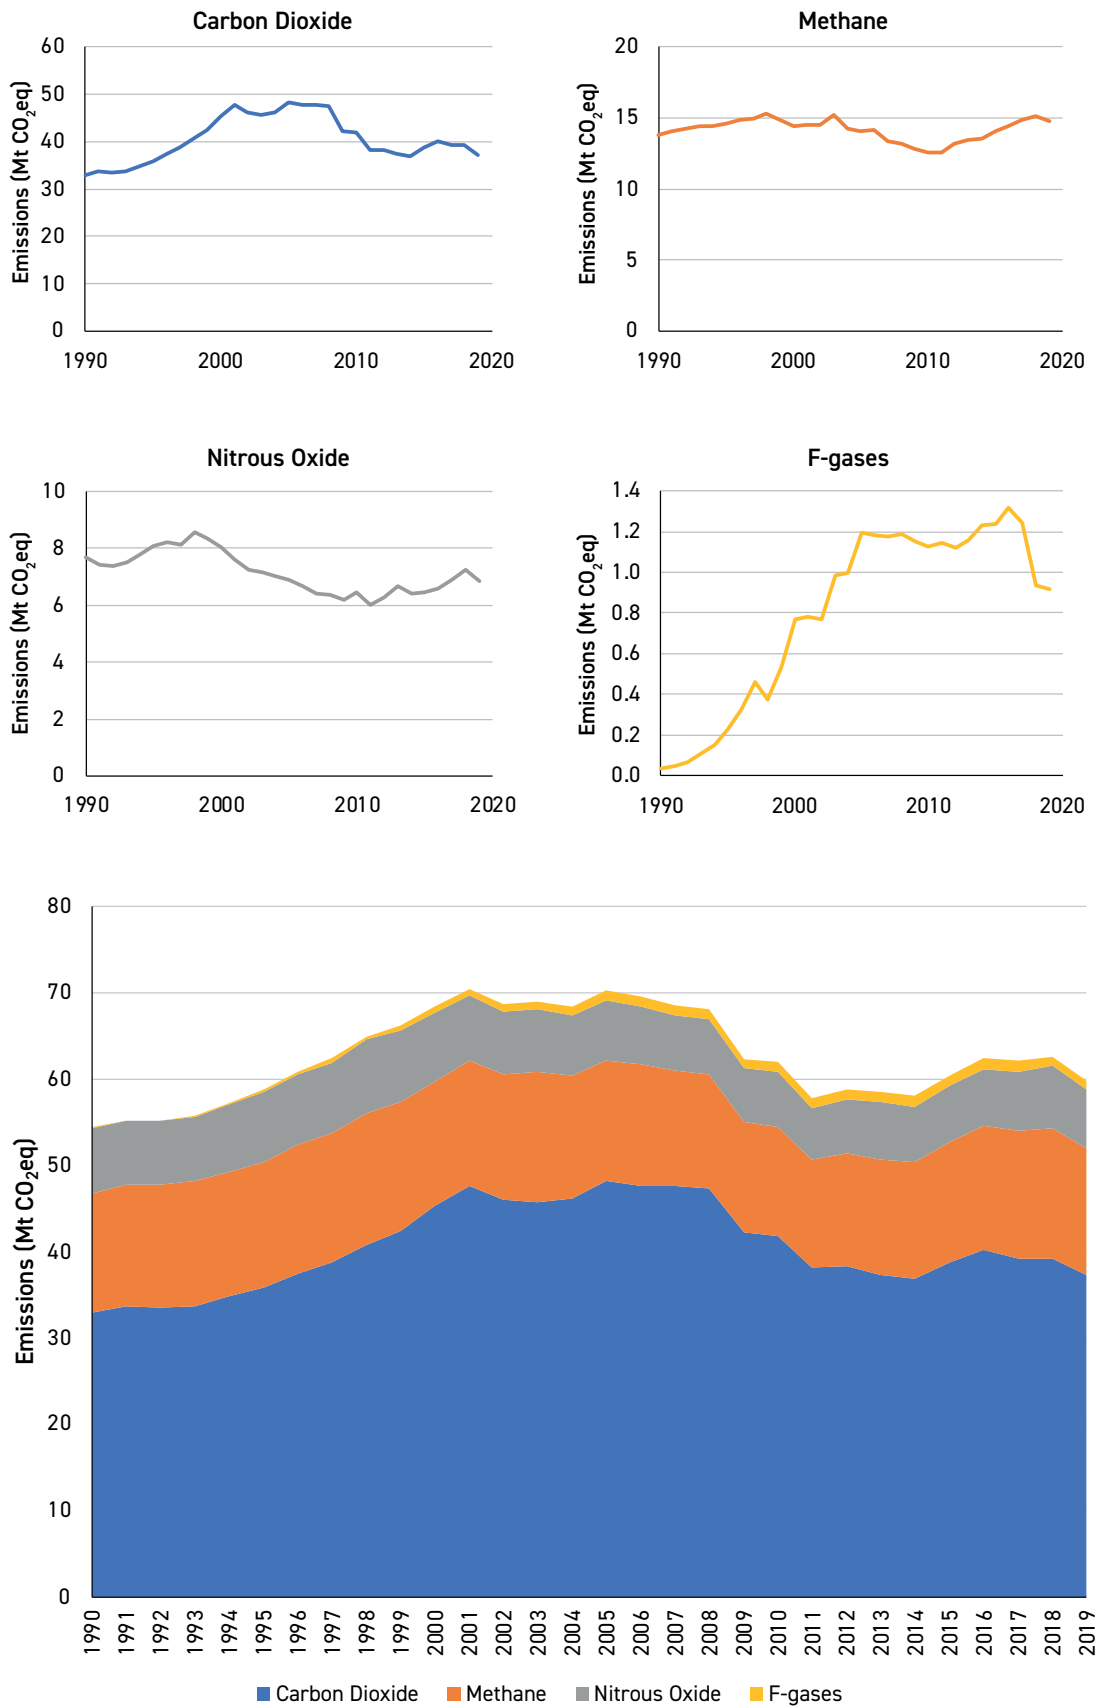 Carbon Dioxide
Emissions (Mt CO₂eq)
60
50
40
30
20
10
0
1990 2000 2010 2020
Methane
Emissions (Mt CO₂eq)
20
15
10
5
0
1990 2000 2010 2020
Nitrous Oxide
Emissions (Mt CO₂eq)
10
8
6
4
2
0
1990 2000 2010 2020
F-gases
Emissions (Mt CO₂eq)
1.4
1.2
1.0
0.8
0.6
0.4
0.2
0.0
1990 2000 2010 2020
Emissions (Mt CO₂eq)
80
70
60
50
40
30
20
10
0
1990 1991 1992 1993 1994 1995 1996 1997 1998 1999 2000 2001 2002 2003 2004 2005 2006 2007 2008 2009 2010 2011 2012 2013 2014 2015 2016 2017 2018 2019
Carbon Dioxide Methane Nitrous Oxide F-gases